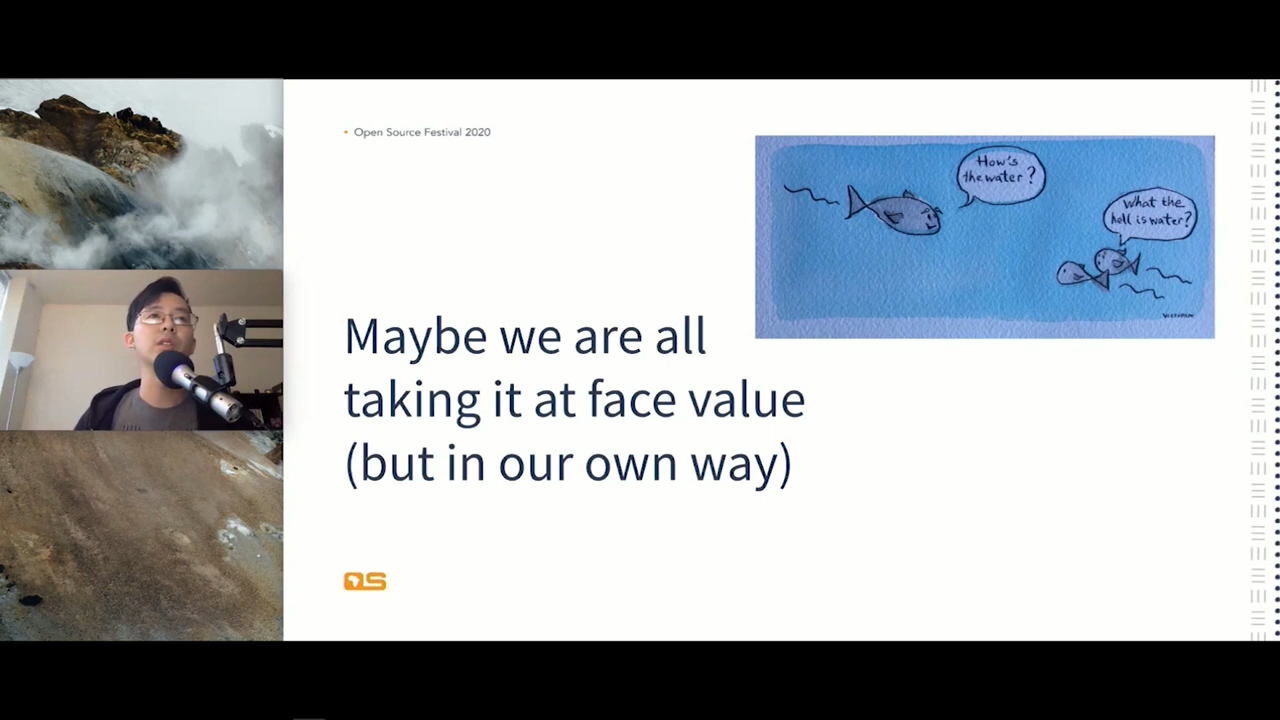 • Open Source Festival 2020
How's
the water?
What the
hell is water?
Maybe we are all
taking it at face value
(but in our own way)